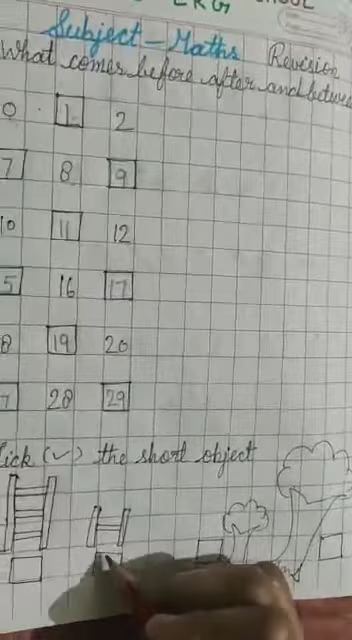 LKG
Subject - Maths Revision
What comes before after and between
0 1 2
7 8 9
10 11 12
5 16 17
8 19 20
7 28 29
Tick (✓) the short object